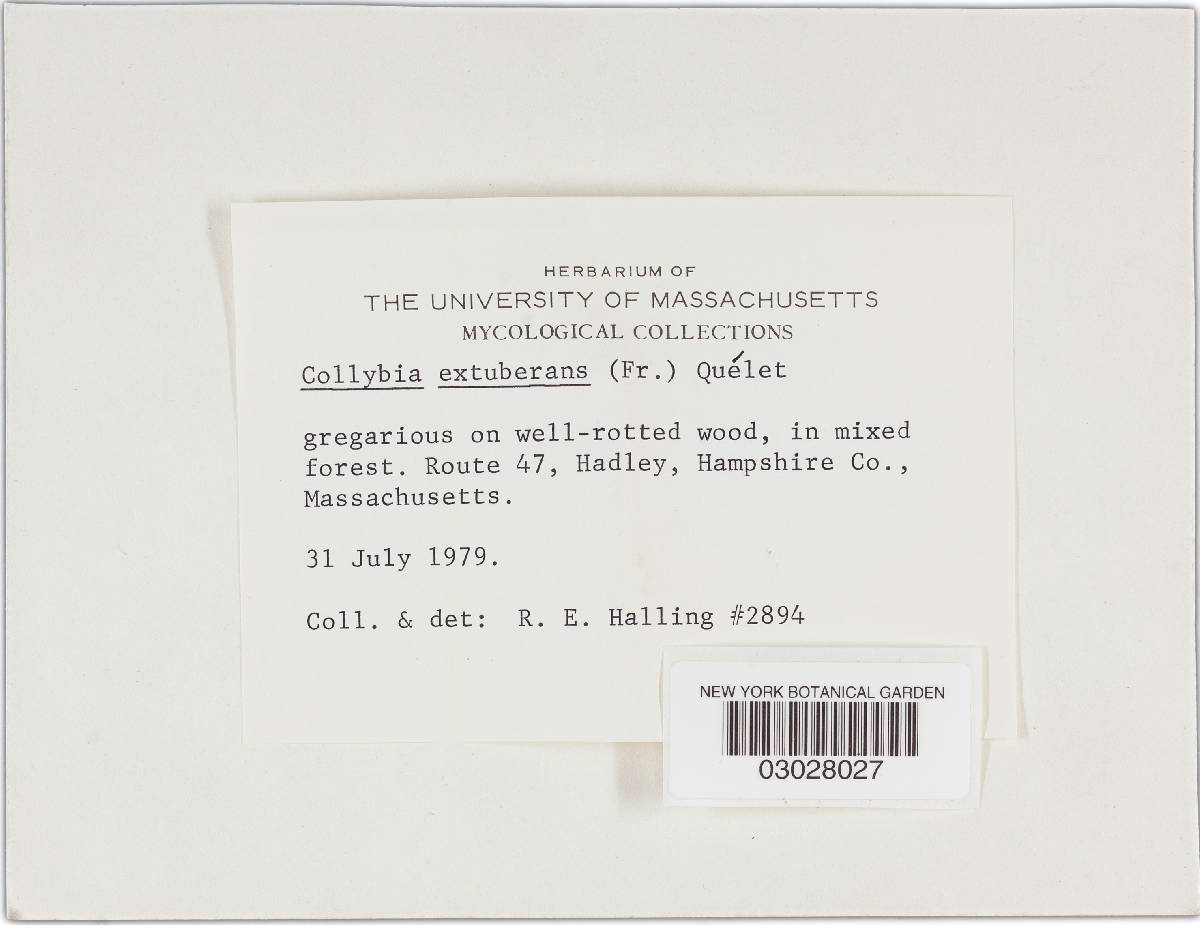 HERBARIUM OF
THE UNIVERSITY OF MASSACHUSETTS
MYCOLOGICAL COLLECTIONS
Collybia extuberans (Fr.) Quélet
gregarious on well-rotted wood, in mixed
forest. Route 47, Hadley, Hampshire Co.,
Massachusetts.
31 July 1979.
Coll. & det: R. E. Halling #2894
NEW YORK BOTANICAL GARDEN
03028027